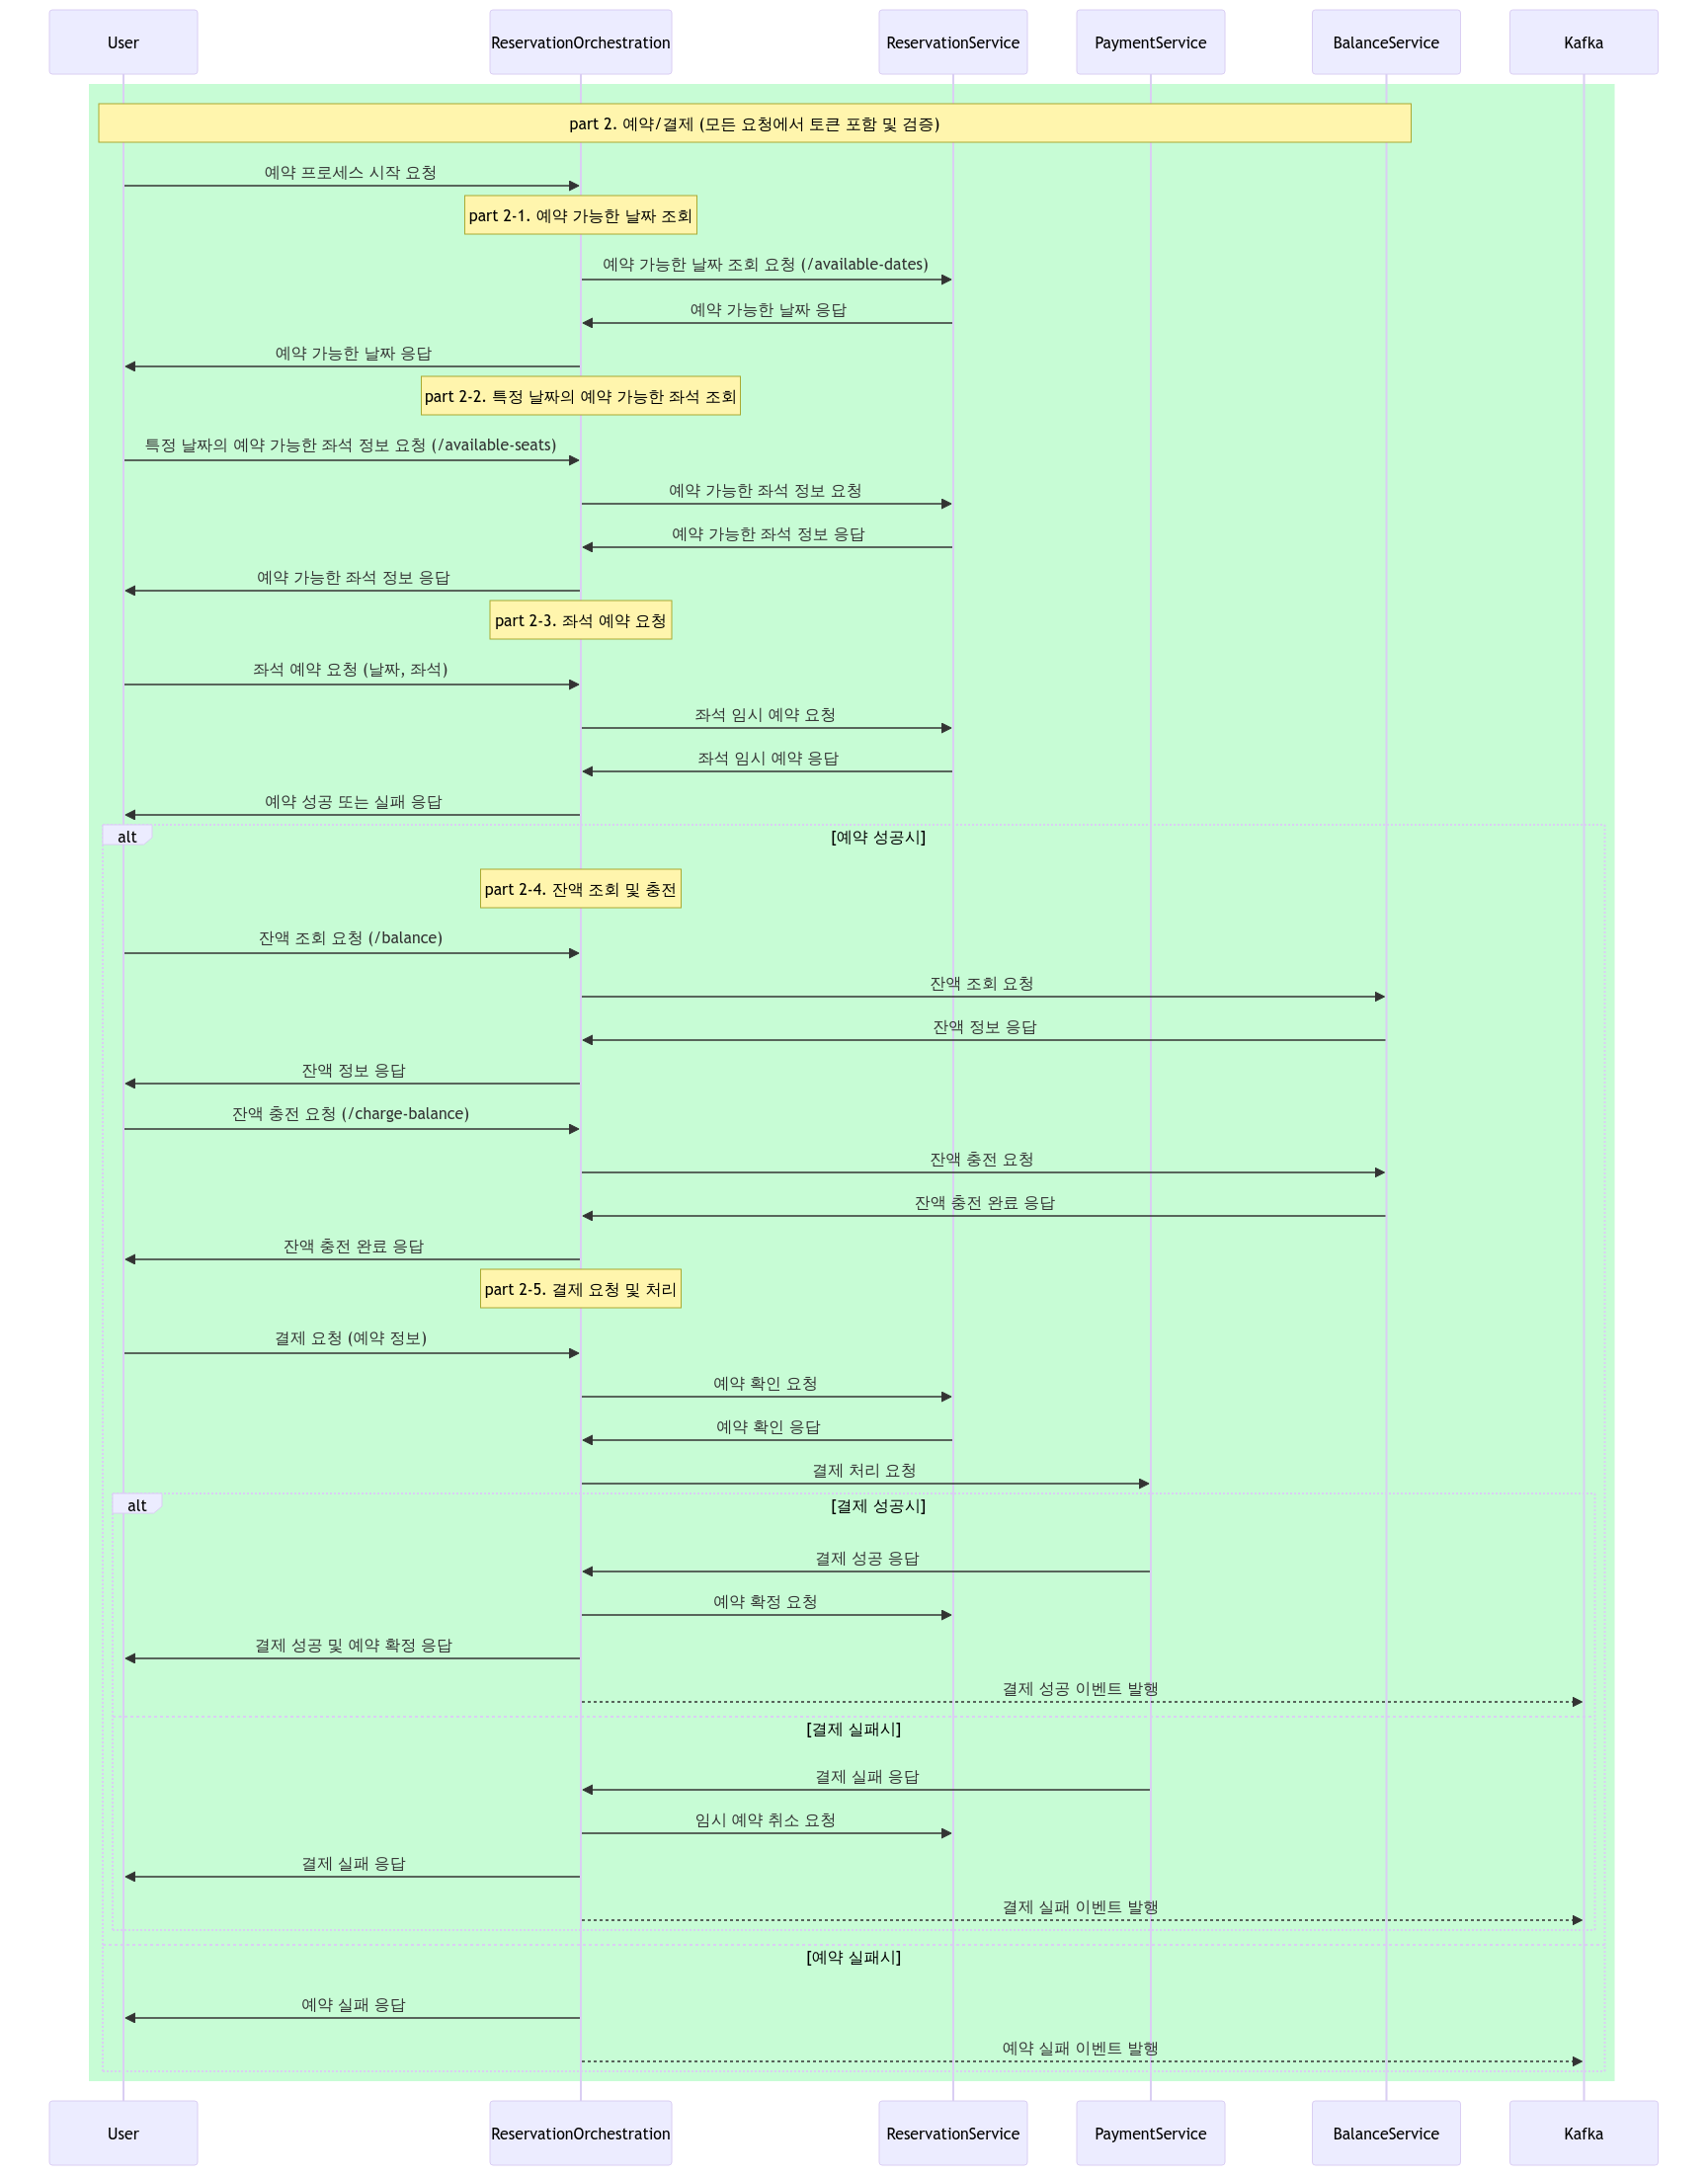 User
ReservationOrchestration
ReservationService
PaymentService
BalanceService
Kafka
part 2. 예약/결제 (모든 요청에서 토큰 포함 및 검증)
예약 프로세스 시작 요청
part 2-1. 예약 가능한 날짜 조회
예약 가능한 날짜 조회 요청 (/available-dates)
예약 가능한 날짜 응답
예약 가능한 날짜 응답
part 2-2. 특정 날짜의 예약 가능한 좌석 조회
특정 날짜의 예약 가능한 좌석 정보 요청 (/available-seats)
예약 가능한 좌석 정보 요청
예약 가능한 좌석 정보 응답
예약 가능한 좌석 정보 응답
part 2-3. 좌석 예약 요청
좌석 예약 요청 (날짜, 좌석)
좌석 임시 예약 요청
좌석 임시 예약 응답
예약 성공 또는 실패 응답
alt
[예약 성공시]
part 2-4. 잔액 조회 및 충전
잔액 조회 요청 (/balance)
잔액 조회 요청
잔액 정보 응답
잔액 정보 응답
잔액 충전 요청 (/charge-balance)
잔액 충전 요청
잔액 충전 완료 응답
잔액 충전 완료 응답
part 2-5. 결제 요청 및 처리
결제 요청 (예약 정보)
예약 확인 요청
예약 확인 응답
결제 처리 요청
alt
[결제 성공시]
결제 성공 응답
예약 확정 요청
결제 성공 및 예약 확정 응답
결제 성공 이벤트 발행
[결제 실패시]
결제 실패 응답
임시 예약 취소 요청
결제 실패 응답
결제 실패 이벤트 발행
[예약 실패시]
예약 실패 응답
예약 실패 이벤트 발행
User
ReservationOrchestration
ReservationService
PaymentService
BalanceService
Kafka